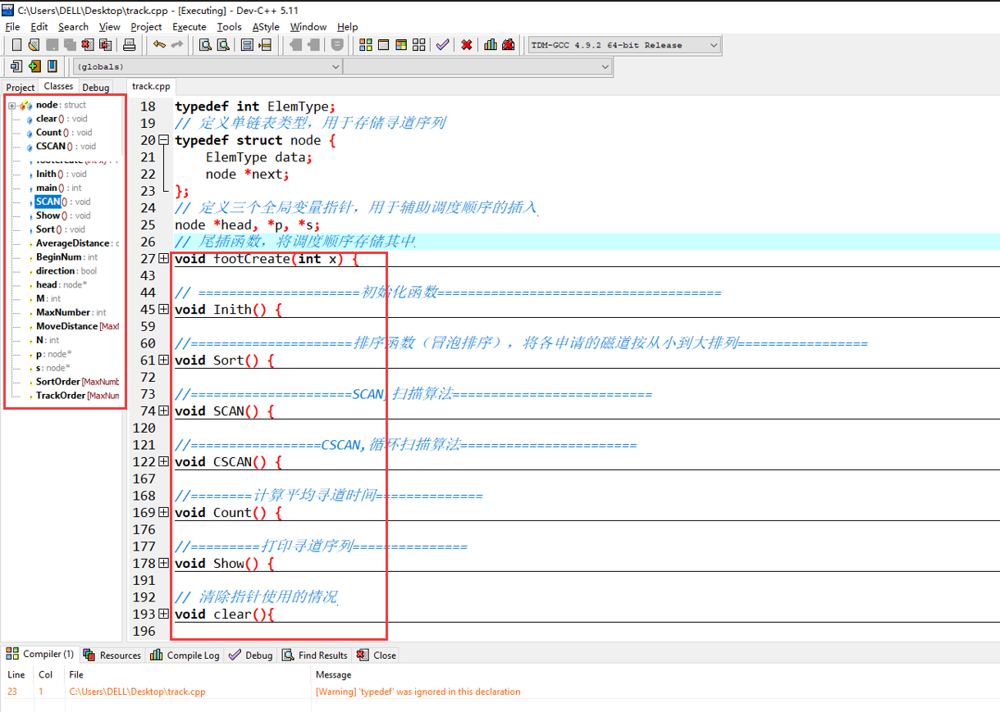 C:\Users\DELL\Desktop\track.cpp - [Executing] - Dev-C++ 5.11
File Edit Search View Project Execute Tools AStyle Window Help
TDM-GCC 4.9.2 64-bit Release
(globals)
Project Classes Debug
track.cpp
node : struct
clear () : void
Count () : void
CSCAN () : void
footCreate (int x) :
Inith () : void
main () : int
SCAN () : void
Show () : void
Sort () : void
AverageDistance :
BeginNum : int
direction : bool
head : node*
M : int
MaxNumber : int
MoveDistance [Max
N : int
p : node*
s : node*
SortOrder [MaxNumb
TrackOrder [MaxNum
18 typedef int ElemType;
19 // 定义单链表类型，用于存储寻道序列
20 typedef struct node {
21 ElemType data;
22 node *next;
23 };
24 // 定义三个全局变量指针，用于辅助调度顺序的插入
25 node *head, *p, *s;
26 // 尾插函数，将调度顺序存储其中
27 void footCreate(int x) {
43
44 // =====================初始化函数=====================================
45 void Inith() {
59
60 //=====================排序函数（冒泡排序），将各申请的磁道按从小到大排列=================
61 void Sort() {
72
73 //=====================SCAN,扫描算法==========================
74 void SCAN() {
120
121 //=================CSCAN,循环扫描算法=======================
122 void CSCAN() {
167
168 //========计算平均寻道时间==============
169 void Count() {
176
177 //=========打印寻道序列===============
178 void Show() {
191
192 // 清除指针使用的情况
193 void clear(){
196
Compiler (1) Resources Compile Log Debug Find Results Close
Line Col File Message
23 1 C:\Users\DELL\Desktop\track.cpp [Warning] 'typedef' was ignored in this declaration